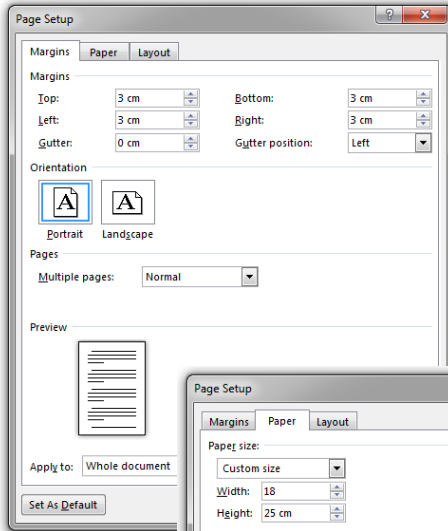 Page Setup
Margins Paper Layout
Margins
Top: 3 cm Bottom: 3 cm
Left: 3 cm Right: 3 cm
Gutter: 0 cm Gutter position: Left
Orientation
A A
Portrait Landscape
Pages
Multiple pages: Normal
Preview
Apply to: Whole document
Set As Default
Page Setup
Margins Paper Layout
Paper size:
Custom size
Width: 18
Height: 25 cm